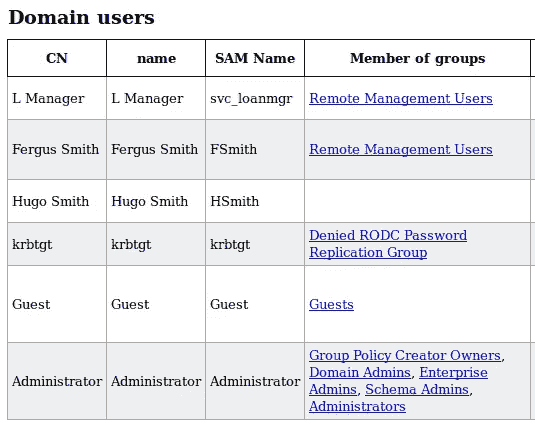 Domain users
CN name SAM Name Member of groups
L Manager L Manager svc_loanmgr Remote Management Users
Fergus Smith Fergus Smith FSmith Remote Management Users
Hugo Smith Hugo Smith HSmith
krbtgt krbtgt krbtgt Denied RODC Password
Replication Group
Guest Guest Guest Guests
Administrator Administrator Administrator Group Policy Creator Owners,
Domain Admins, Enterprise
Admins, Schema Admins,
Administrators